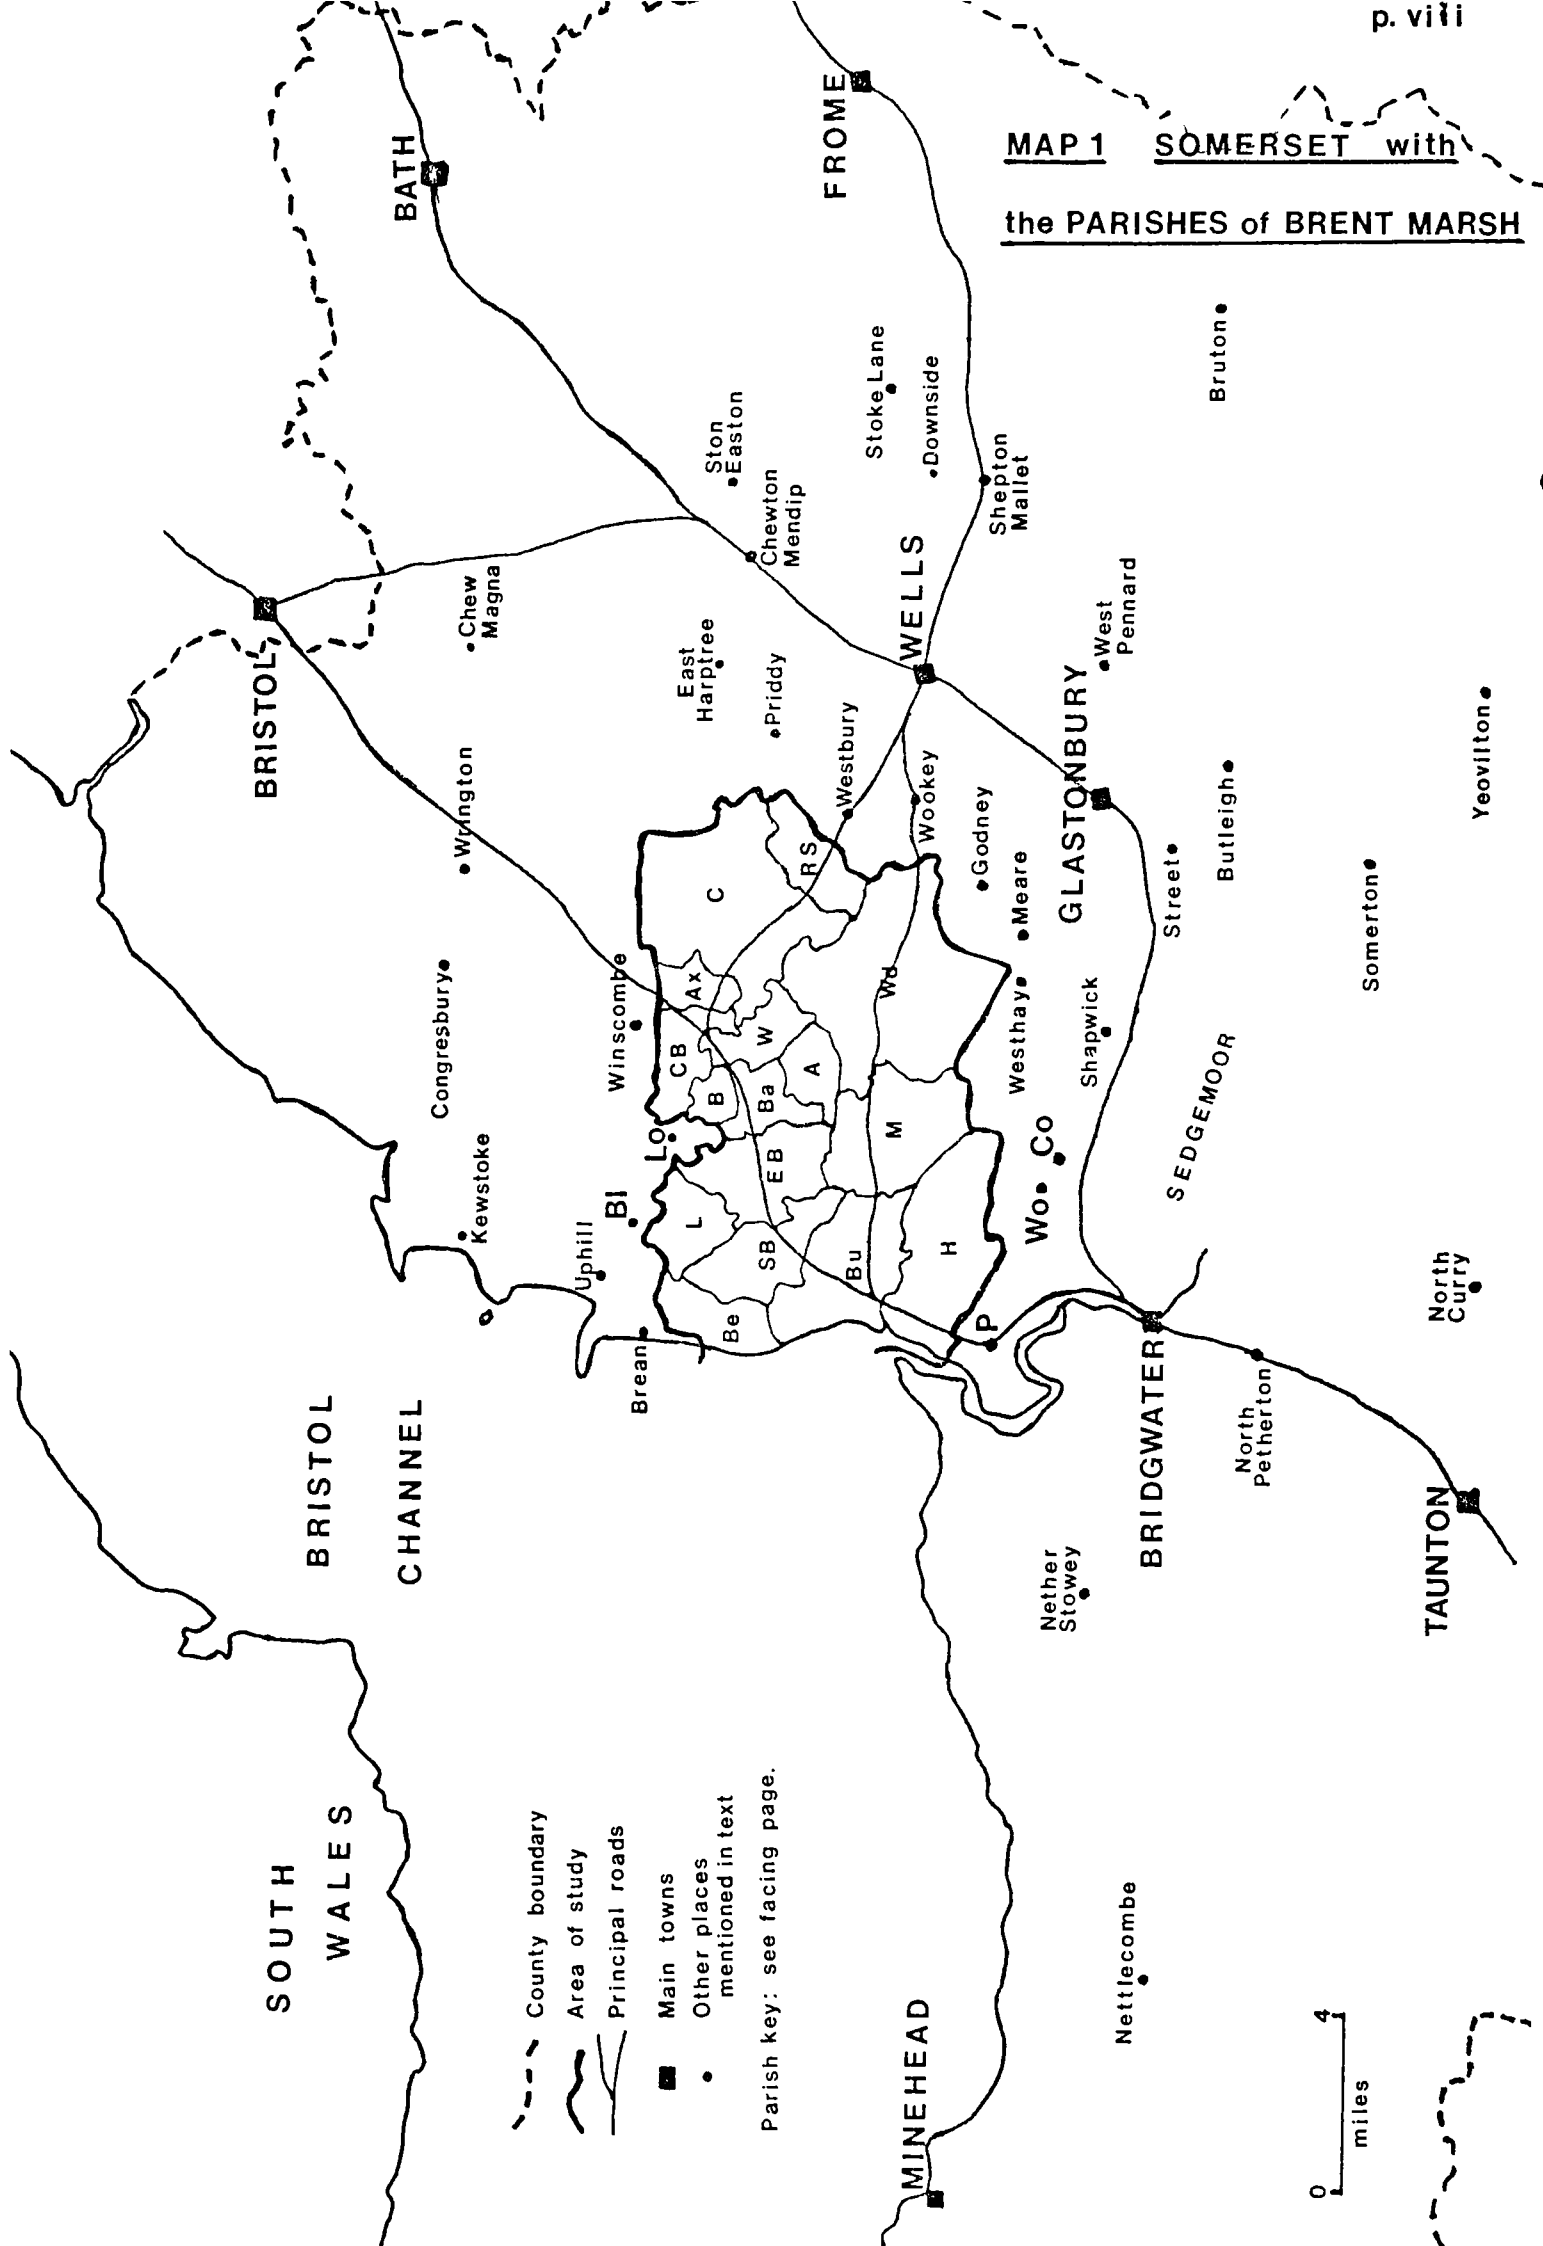 p. viii
MAP 1 SOMERSET with
the PARISHES of BRENT MARSH
SOUTH
WALES
BRISTOL
CHANNEL
BRISTOL
BATH
FROME
WELLS
GLASTONBURY
BRIDGWATER
TAUNTON
MINEHEAD
SEDGEMOOR
Wrington
Chew
Magna
Congresbury
Kewstoke
Uphill
Brean
Winscombe
Ston
Easton
Chewton
Mendip
East
Harptree
Priddy
Stoke Lane
Downside
Shepton
Mallet
Bruton
Westbury
Wookey
Godney
Meare
West
Pennard
Westhay
Shapwick
Street
Butleigh
Somerton
Yeovilton
North
Curry
North
Petherton
Nether
Stowey
Nettlecombe
Bl
Lo
Co
Wo
P
C
RS
Ax
CB
W
B
Ba
A
Wd
EB
M
L
SB
Bu
H
Be
County boundary
Area of study
Principal roads
Main towns
Other places
mentioned in text
Parish key: see facing page.
0 4
miles